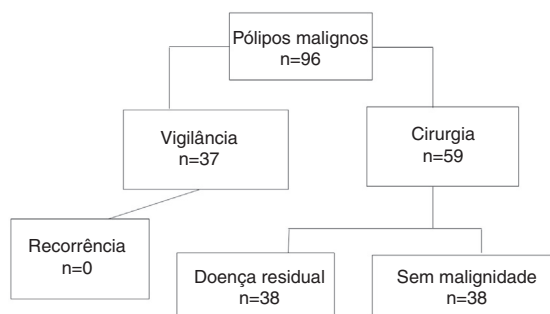 Pólipos malignos
n=96
Vigilância
n=37
Cirurgia
n=59
Recorrência
n=0
Doença residual
n=38
Sem malignidade
n=38